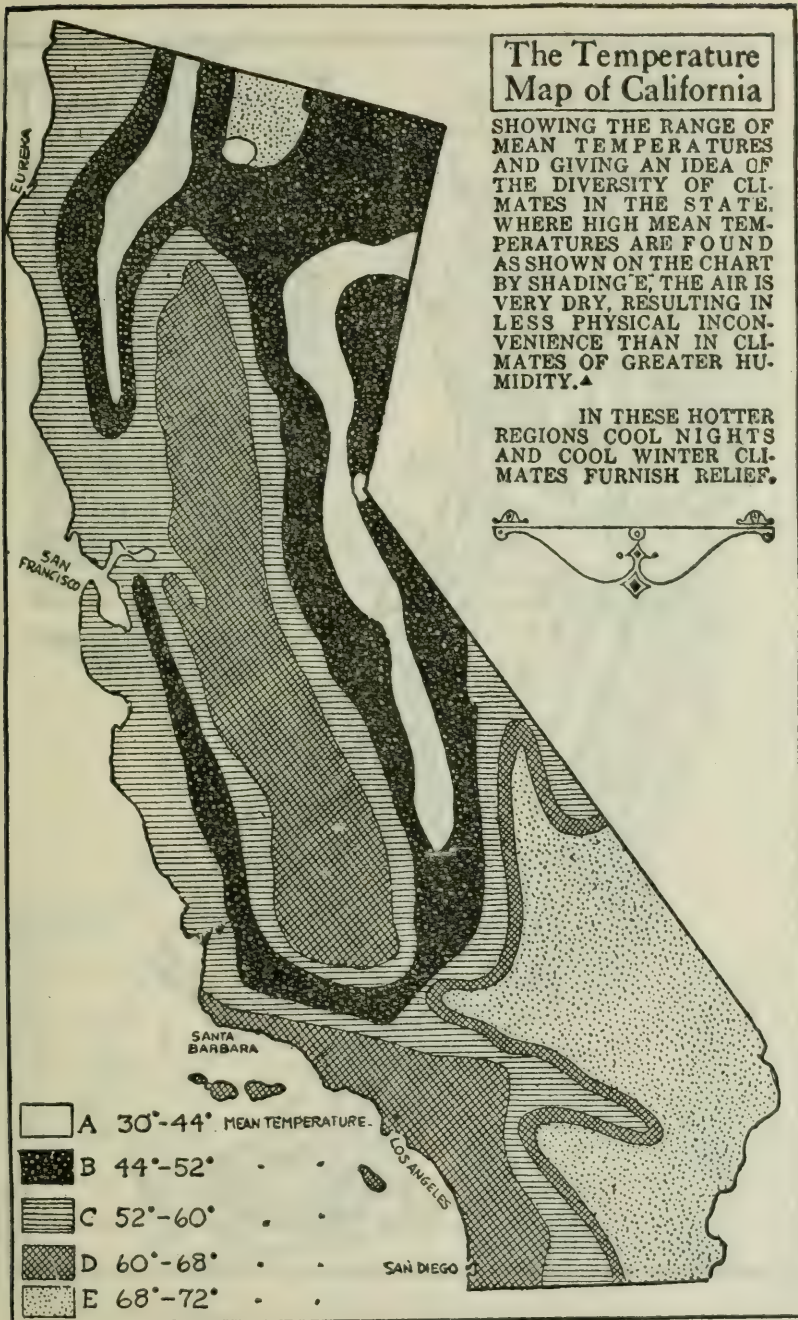 The Temperature
Map of California
SHOWING THE RANGE OF
MEAN TEMPERATURES
AND GIVING AN IDEA OF
THE DIVERSITY OF CLI-
MATES IN THE STATE.
WHERE HIGH MEAN TEM-
PERATURES ARE FOUND
AS SHOWN ON THE CHART
BY SHADING "E," THE AIR IS
VERY DRY, RESULTING IN
LESS PHYSICAL INCON-
VENIENCE THAN IN CLI-
MATES OF GREATER HU-
MIDITY.▲
IN THESE HOTTER
REGIONS COOL NIGHTS
AND COOL WINTER CLI-
MATES FURNISH RELIEF.
EUREKA
SAN
FRANCISCO
SANTA
BARBARA
LOS ANGELES
SAN DIEGO
A 30°-44° MEAN TEMPERATURE.
B 44°-52° " "
C 52°-60° " "
D 60°-68° " "
E 68°-72° " "